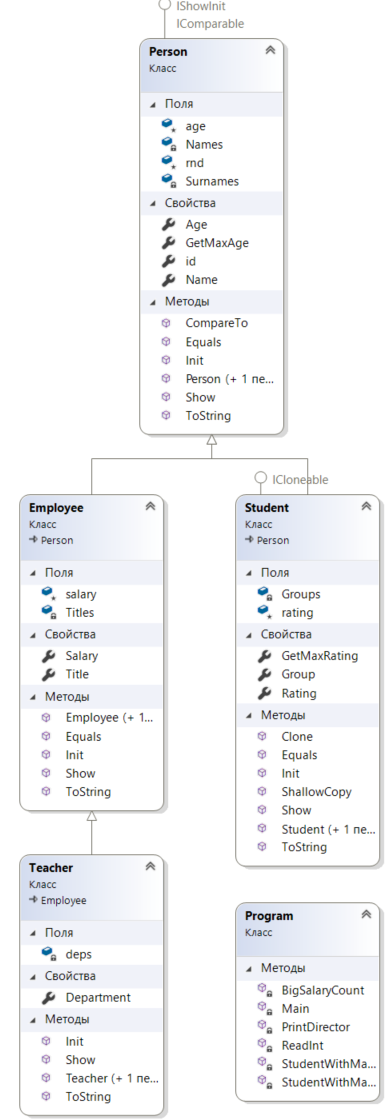 IShowInit
IComparable
Person
Класс
Поля
age
Names
rnd
Surnames
Свойства
Age
GetMaxAge
id
Name
Методы
CompareTo
Equals
Init
Person (+ 1 пе...
Show
ToString
Employee
Класс
Person
Поля
salary
Titles
Свойства
Salary
Title
Методы
Employee (+ 1...
Equals
Init
Show
ToString
ICloneable
Student
Класс
Person
Поля
Groups
rating
Свойства
GetMaxRating
Group
Rating
Методы
Clone
Equals
Init
ShallowCopy
Show
Student (+ 1 пе...
ToString
Teacher
Класс
Employee
Поля
deps
Свойства
Department
Методы
Init
Show
Teacher (+ 1 пе...
ToString
Program
Класс
Методы
BigSalaryCount
Main
PrintDirector
ReadInt
StudentWithMa...
StudentWithMa...